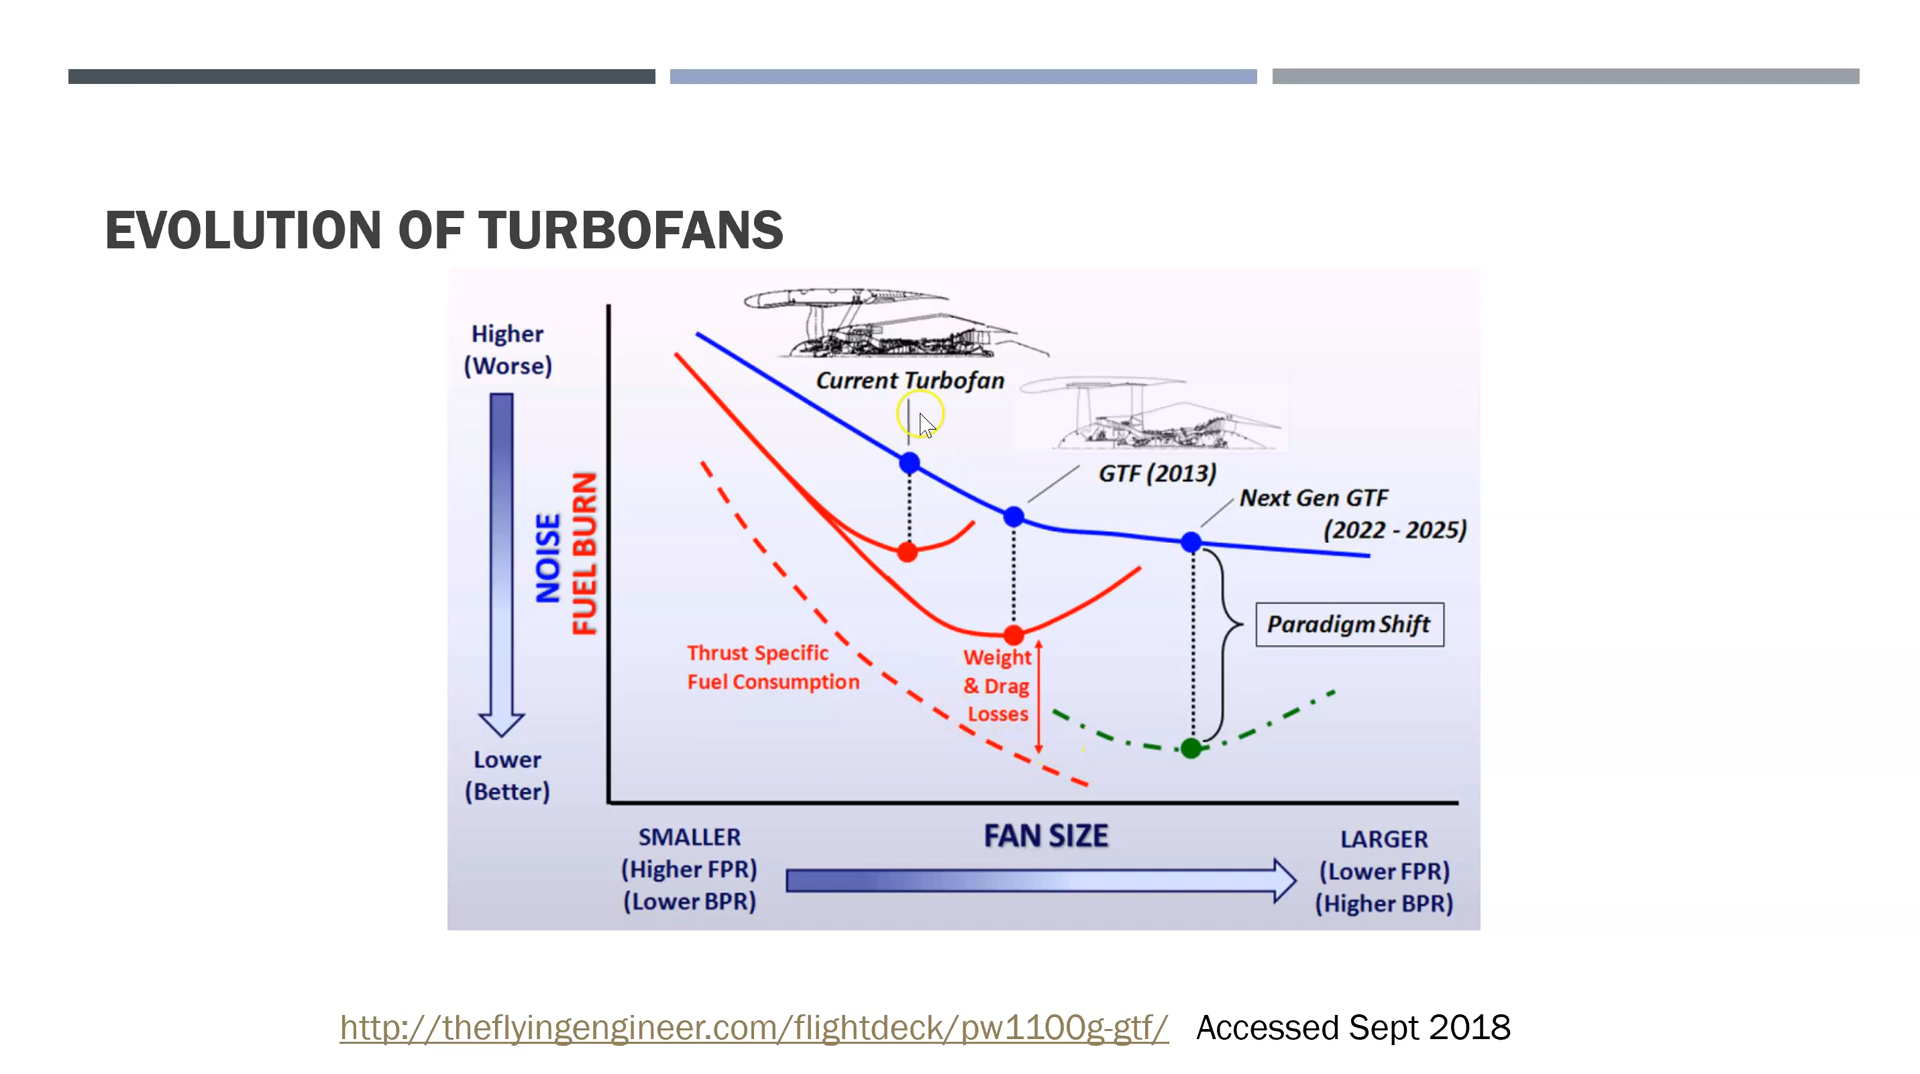 EVOLUTION OF TURBOFANS
Higher
(Worse)
NOISE
FUEL BURN
Lower
(Better)
Current Turbofan
GTF (2013)
Next Gen GTF
(2022 - 2025)
Paradigm Shift
Thrust Specific
Fuel Consumption
Weight
& Drag
Losses
SMALLER
(Higher FPR)
(Lower BPR)
FAN SIZE
LARGER
(Lower FPR)
(Higher BPR)
http://theflyingengineer.com/flightdeck/pw1100g-gtf/ Accessed Sept 2018